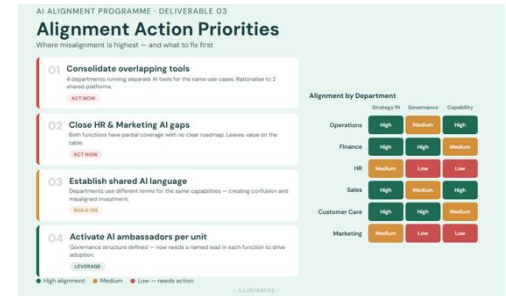 AI ALIGNMENT PROGRAMME · DELIVERABLE 03
Alignment Action Priorities
Where misalignment is highest — and what to fix first
01 Consolidate overlapping tools
4 departments running separate AI tools for the same use cases. Rationalise to 2
shared platforms.
ACT NOW
02 Close HR & Marketing AI gaps
Both functions have partial coverage with no clear roadmap. Leaves value on the
table.
ACT NOW
03 Establish shared AI language
Departments use different terms for the same capabilities — creating confusion and
misaligned investment.
BUILD ON
04 Activate AI ambassadors per unit
Governance structure defined — now needs a named lead in each function to drive
adoption.
LEVERAGE
High alignment Medium Low — needs action
Alignment by Department
Strategy fit Governance Capability
Operations High Medium High
Finance High High Medium
HR Medium Low Low
Sales High Medium High
Customer Care High High Medium
Marketing Medium Low Low
— ILLUSTRATIVE —